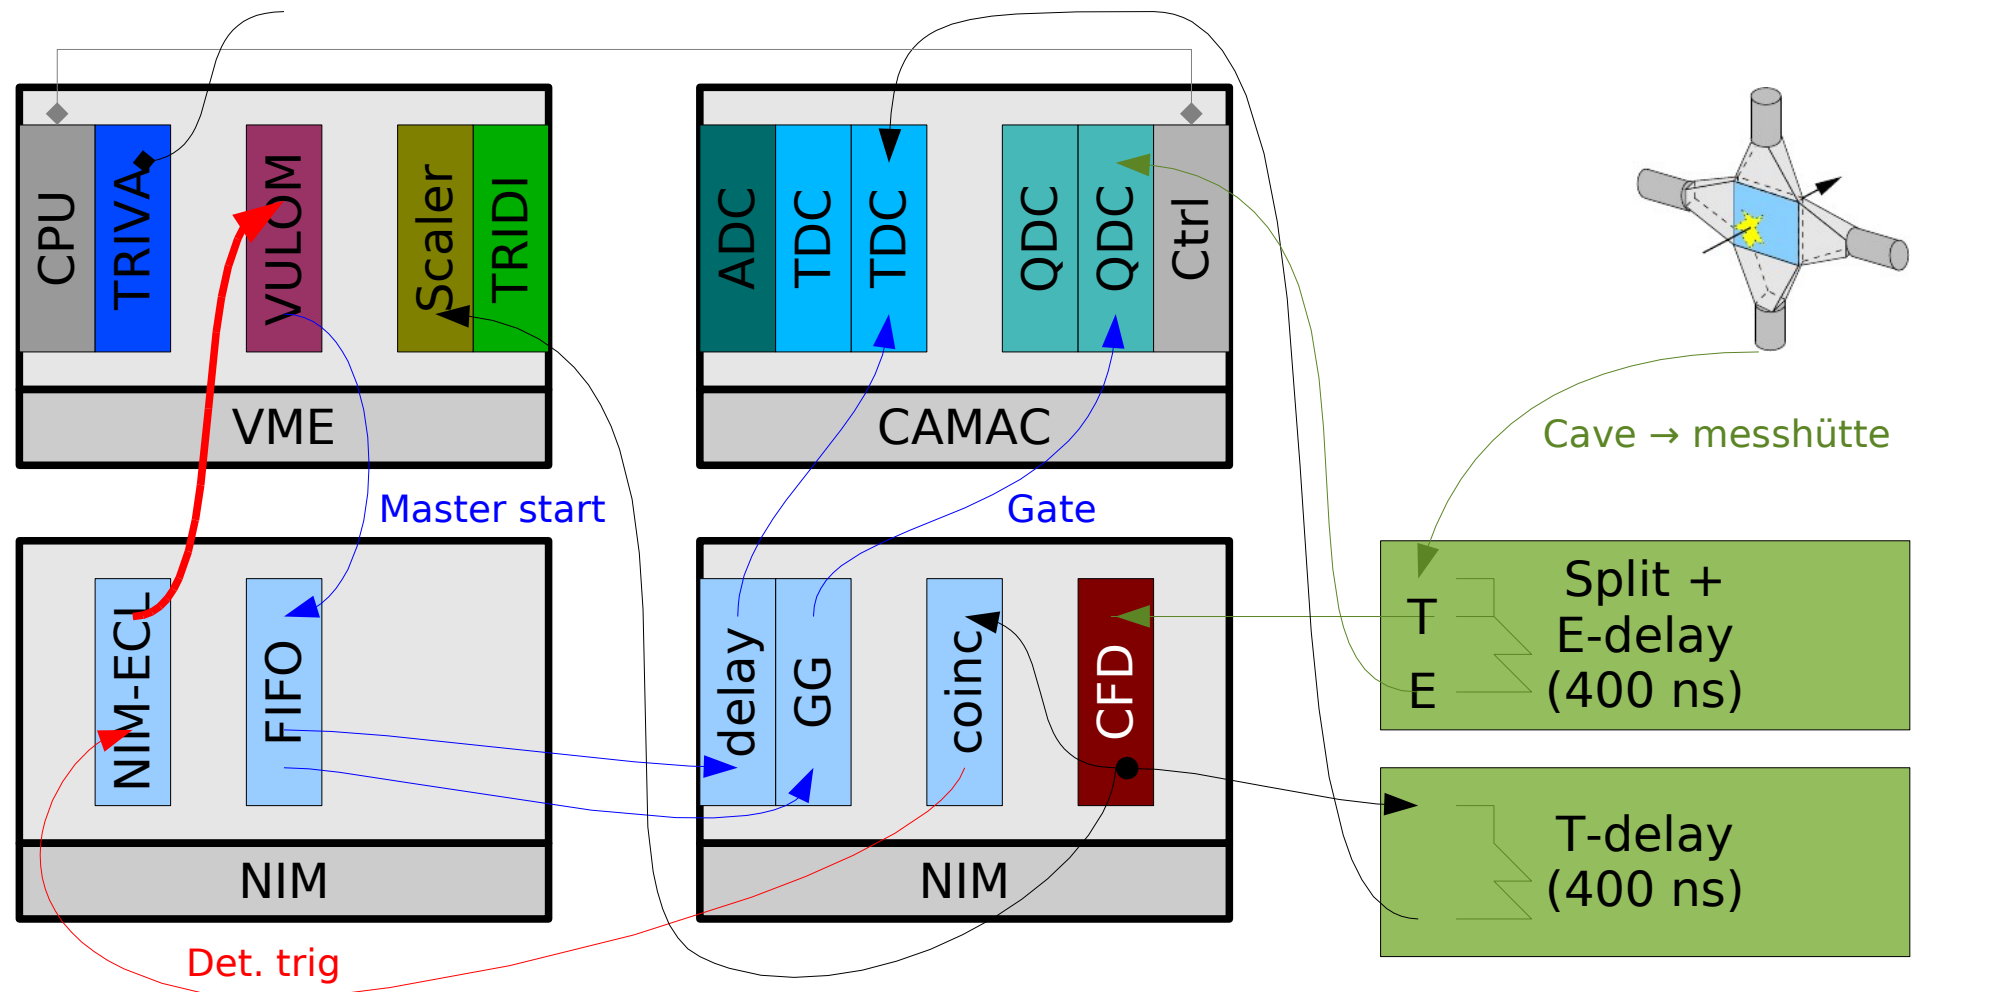 CPU
TRIVA
VULOM
Scaler
TRIDI
VME
ADC
TDC
TDC
QDC
QDC
Ctrl
CAMAC
Cave → messhütte
Master start
Gate
NIM-ECL
FIFO
NIM
delay
GG
coinc
CFD
NIM
T
E
Split +
E-delay
(400 ns)
T-delay
(400 ns)
Det. trig